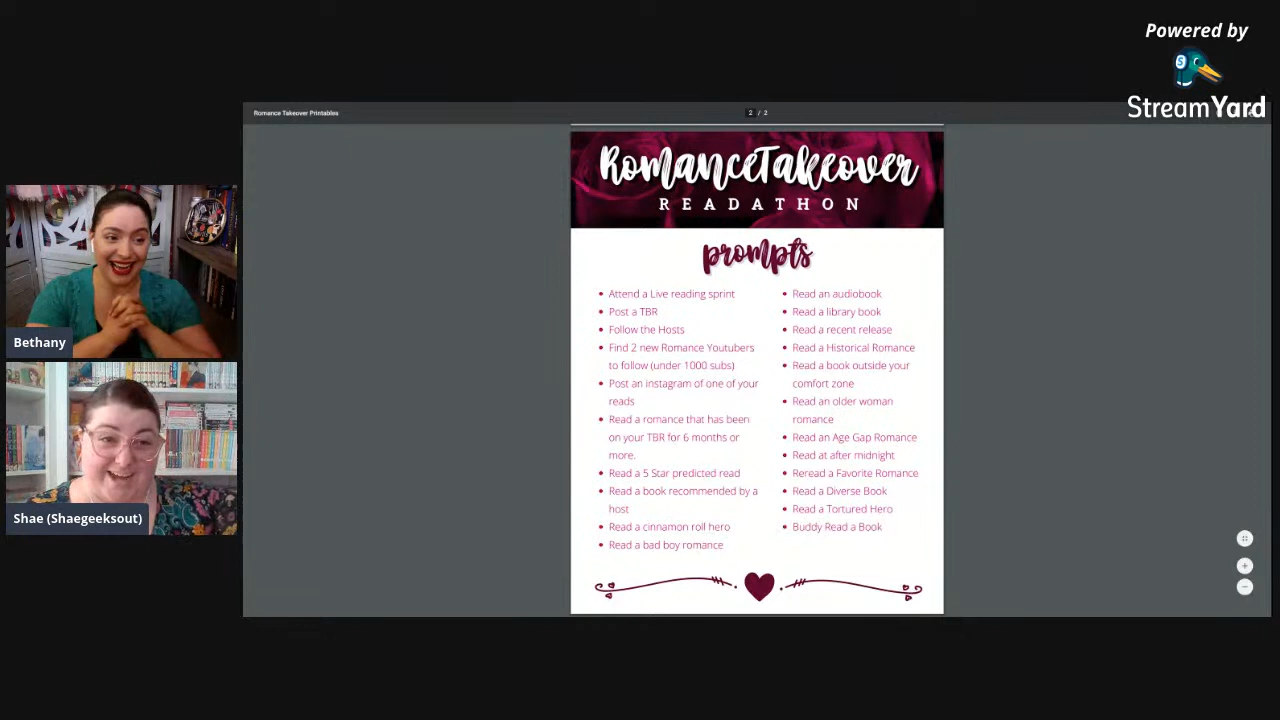 Powered by
StreamYard
Romance Takeover Printables
2 / 2
RomanceTakeover
READATHON
prompts
Attend a Live reading sprint
Post a TBR
Follow the Hosts
Find 2 new Romance Youtubers
to follow (under 1000 subs)
Post an instagram of one of your
reads
Read a romance that has been
on your TBR for 6 months or
more.
Read a 5 Star predicted read
Read a book recommended by a
host
Read a cinnamon roll hero
Read a bad boy romance
Read an audiobook
Read a library book
Read a recent release
Read a Historical Romance
Read a book outside your
comfort zone
Read an older woman
romance
Read an Age Gap Romance
Read at after midnight
Reread a Favorite Romance
Read a Diverse Book
Read a Tortured Hero
Buddy Read a Book
Bethany
Shae (Shaegeeksout)